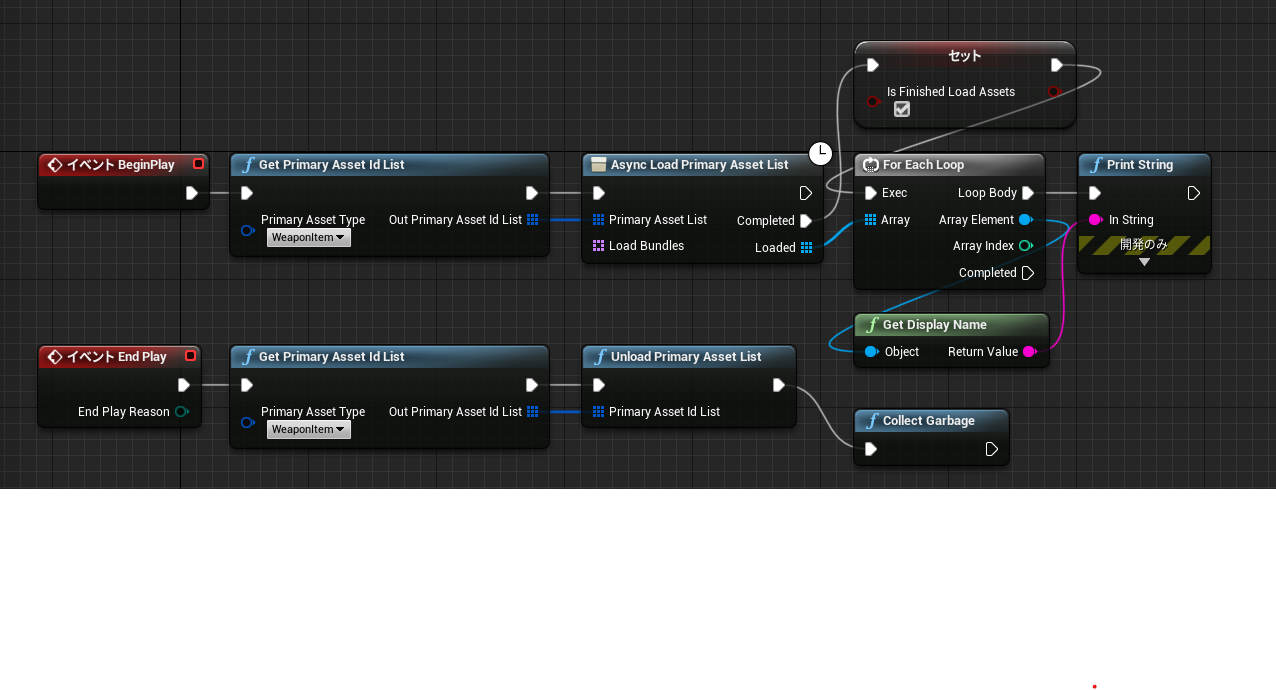 セット
Is Finished Load Assets
イベント BeginPlay
Get Primary Asset Id List
Primary Asset Type
WeaponItem
Out Primary Asset Id List
Async Load Primary Asset List
Primary Asset List
Completed
Load Bundles
Loaded
For Each Loop
Exec
Loop Body
Array
Array Element
Array Index
Completed
Print String
In String
開発のみ
Get Display Name
Object
Return Value
イベント End Play
End Play Reason
Get Primary Asset Id List
Primary Asset Type
WeaponItem
Out Primary Asset Id List
Unload Primary Asset List
Primary Asset Id List
Collect Garbage